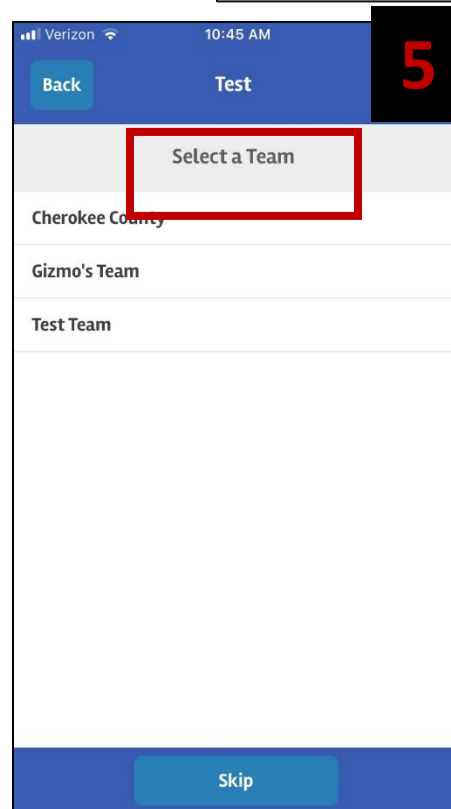 Verizon 10:45 AM
5
Back Test
Select a Team
Cherokee County
Gizmo's Team
Test Team
Skip